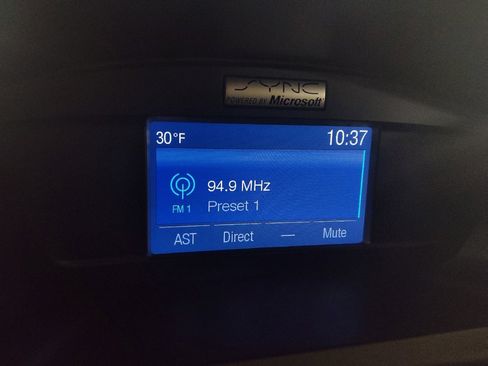 SYNC
POWERED BY Microsoft
30°F 10:37
94.9 MHz
FM 1 Preset 1
AST Direct — Mute